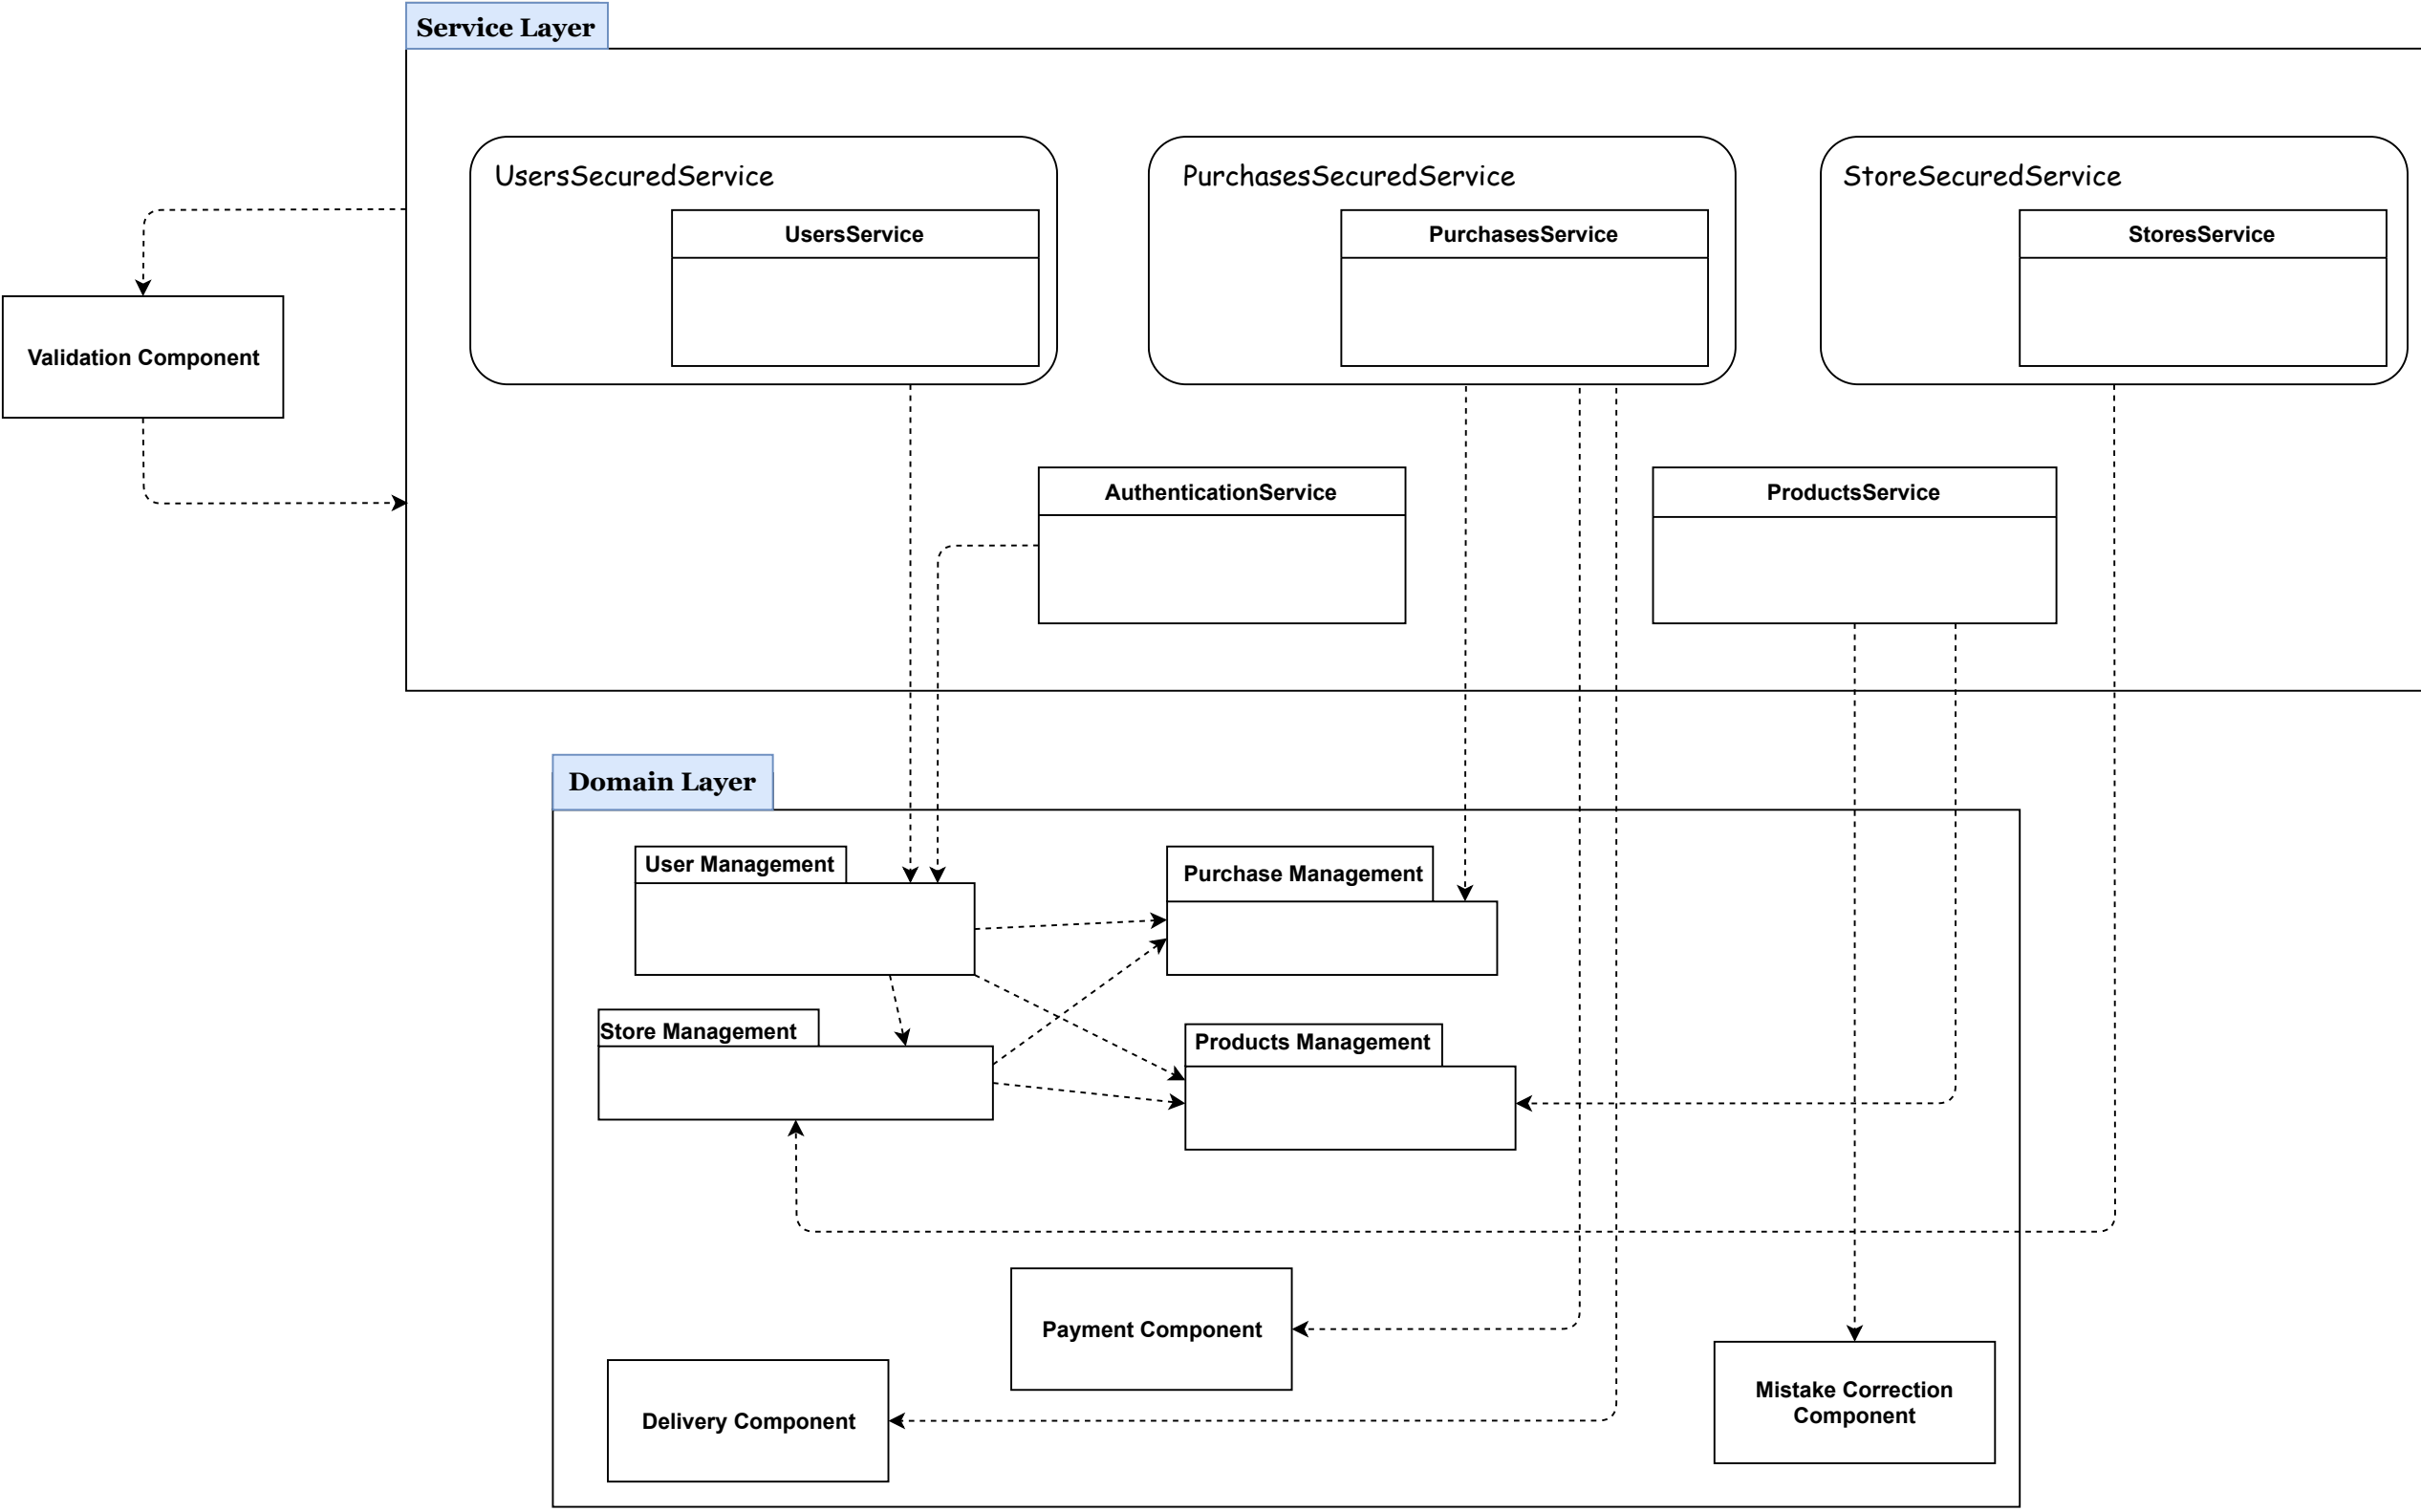 Service Layer
UsersSecuredService
PurchasesSecuredService
StoreSecuredService
UsersService
PurchasesService
StoresService
Validation Component
AuthenticationService
ProductsService
Domain Layer
User Management
Purchase Management
Store Management
Products Management
Payment Component
Mistake Correction
Component
Delivery Component